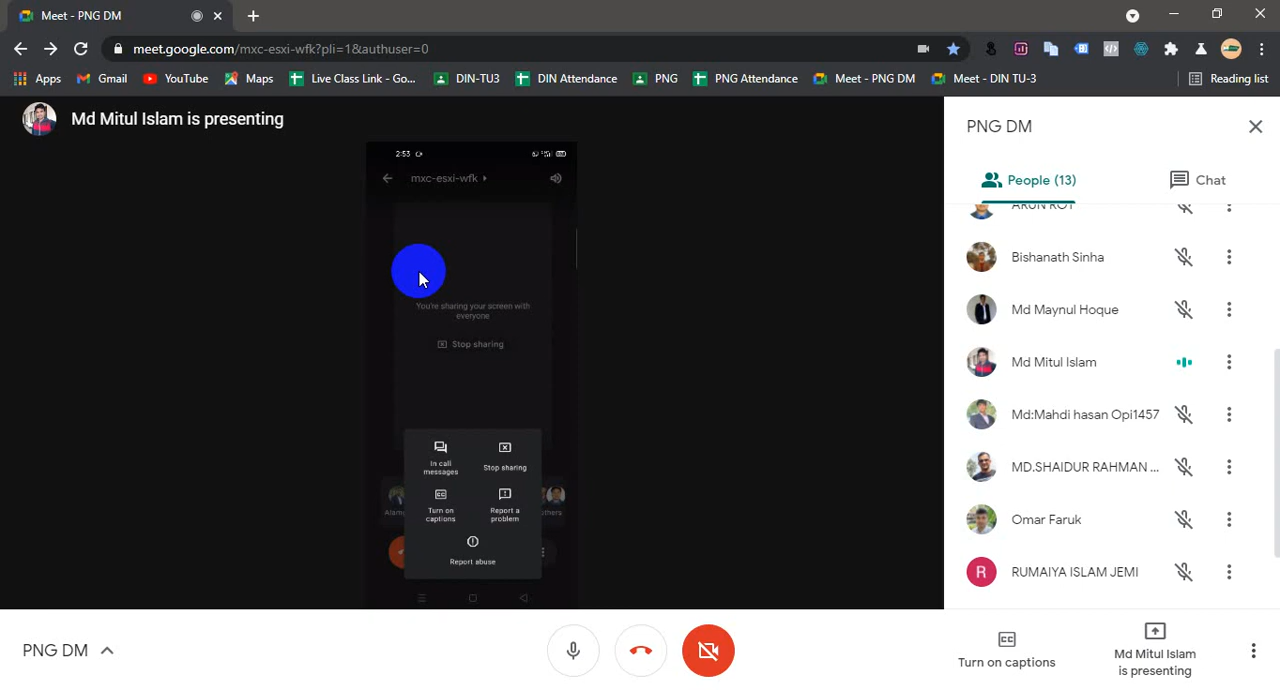 Meet - PNG DM
meet.google.com/mxc-esxi-wfk?pli=1&authuser=0
Apps Gmail YouTube Maps Live Class Link - Go... DIN-TU3 DIN Attendance PNG PNG Attendance Meet - PNG DM Meet - DIN TU-3 Reading list
Md Mitul Islam is presenting
2:53
mxc-esxi-wfk
You're sharing your screen with
everyone
Stop sharing
In call
messages
Stop sharing
Turn on
captions
Report a
problem
Report abuse
Alam
thers
PNG DM
People (13)
Chat
ARUN ROY
Bishanath Sinha
Md Maynul Hoque
Md Mitul Islam
Md:Mahdi hasan Opi1457
MD.SHAIDUR RAHMAN ...
Omar Faruk
R RUMAIYA ISLAM JEMI
PNG DM
Turn on captions
Md Mitul Islam
is presenting